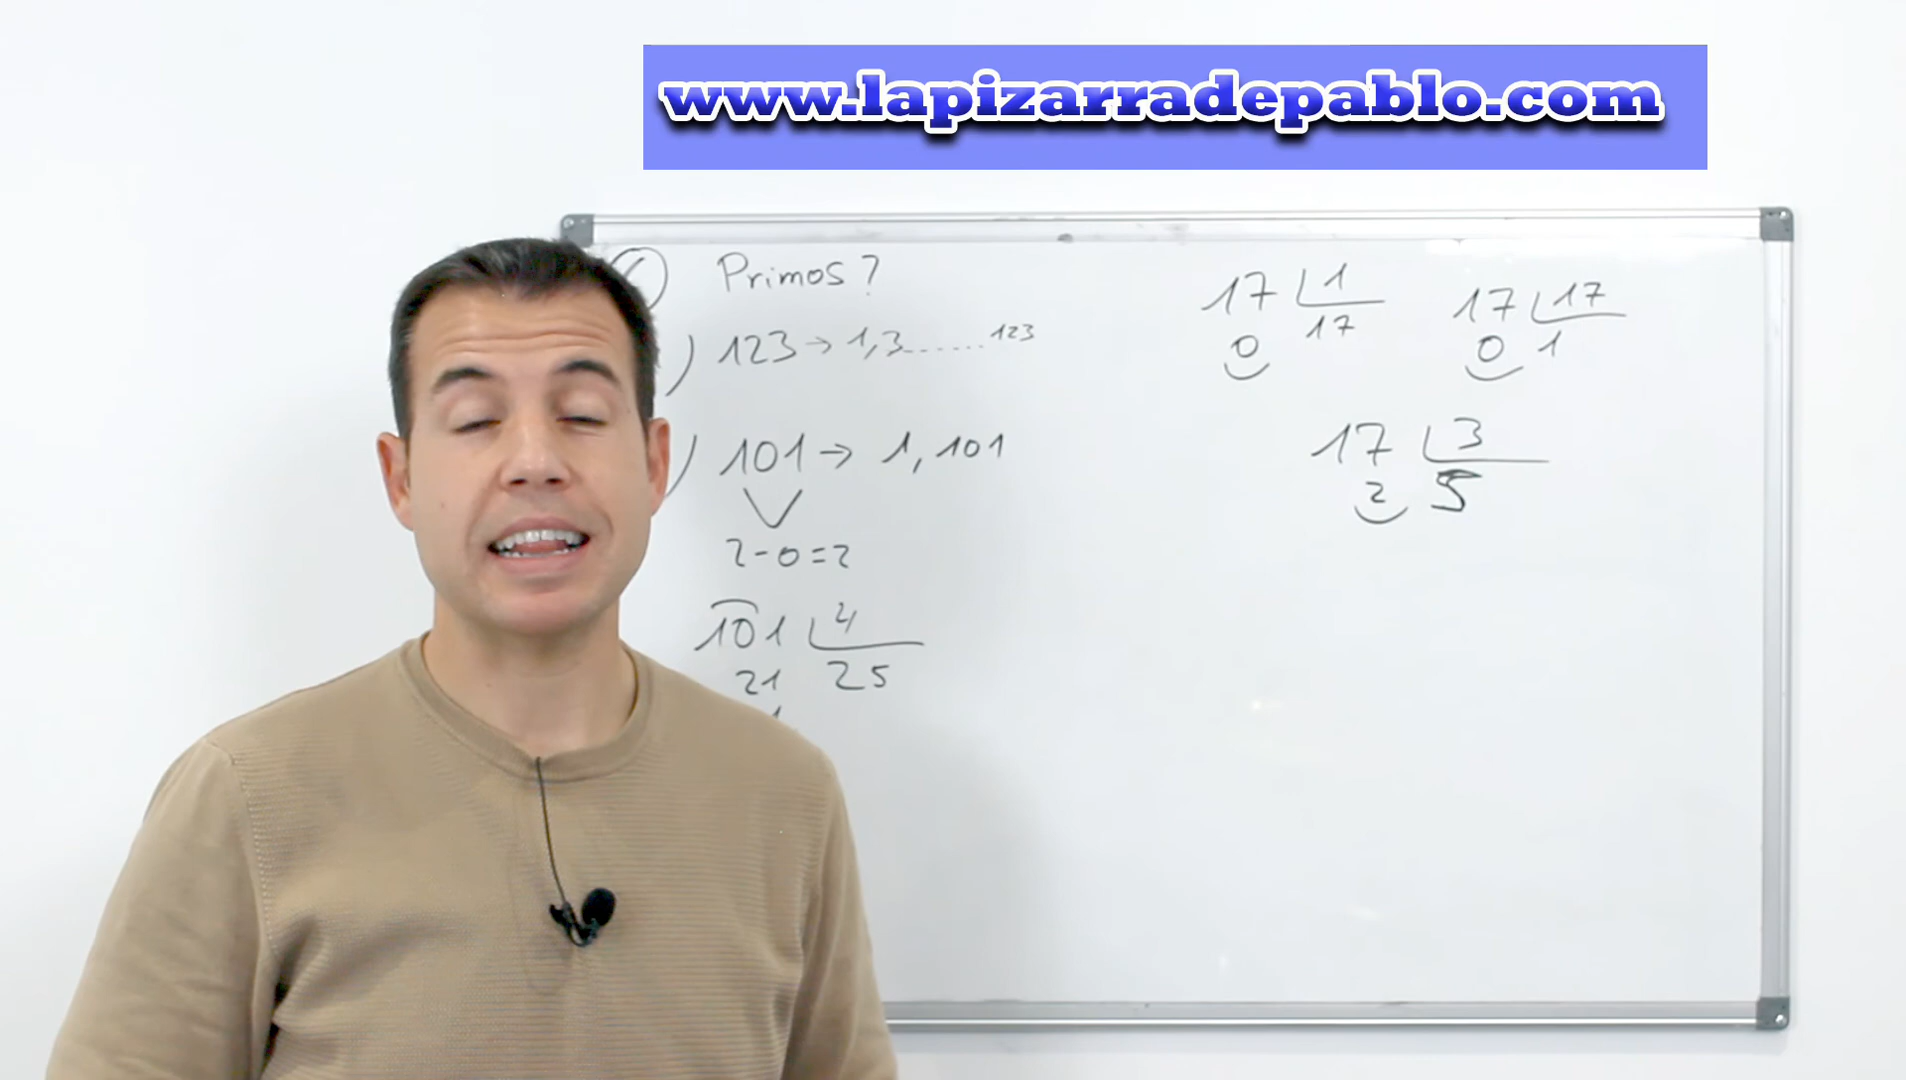 www.lapizarradepablo.com
Primos?
) 123 → 1,3.......123
) 101 → 1, 101
2-0=2
101 4
21 25
1
17 1
0 17
17 17
0 1
17 3
2 5